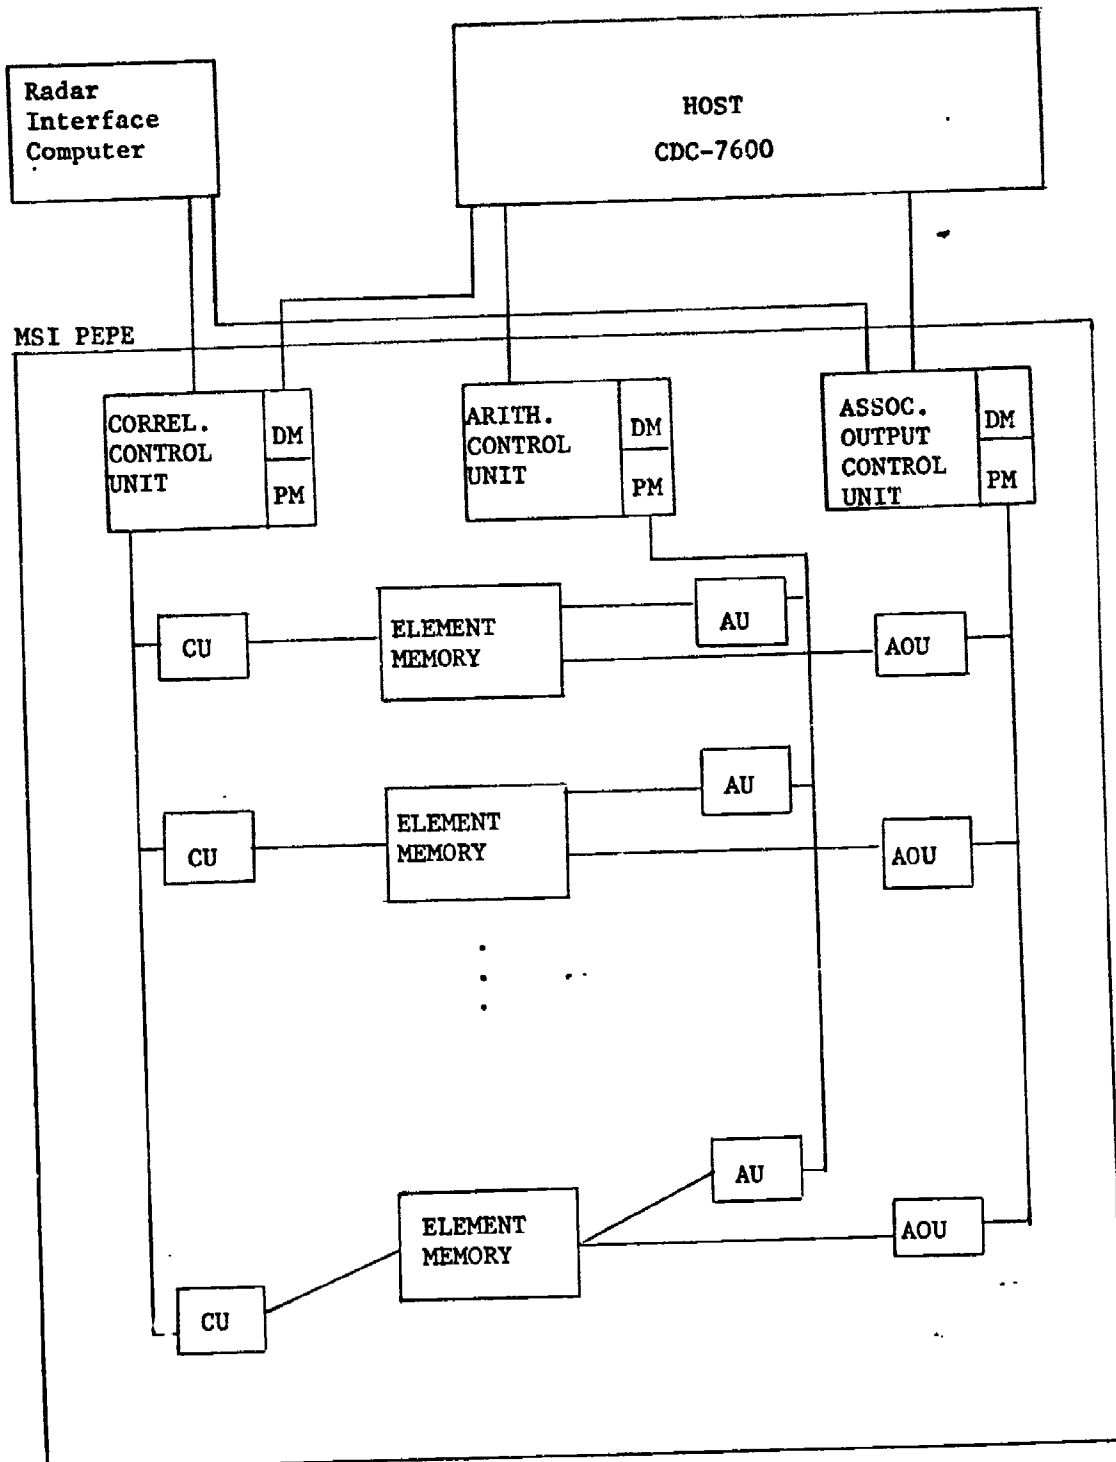 Radar
Interface
Computer
HOST
CDC-7600
MSI PEPE
CORREL.
CONTROL
UNIT
DM
PM
ARITH.
CONTROL
UNIT
DM
PM
ASSOC.
OUTPUT
CONTROL
UNIT
DM
PM
CU
ELEMENT
MEMORY
AU
AOU
CU
ELEMENT
MEMORY
AU
AOU
CU
ELEMENT
MEMORY
AU
AOU